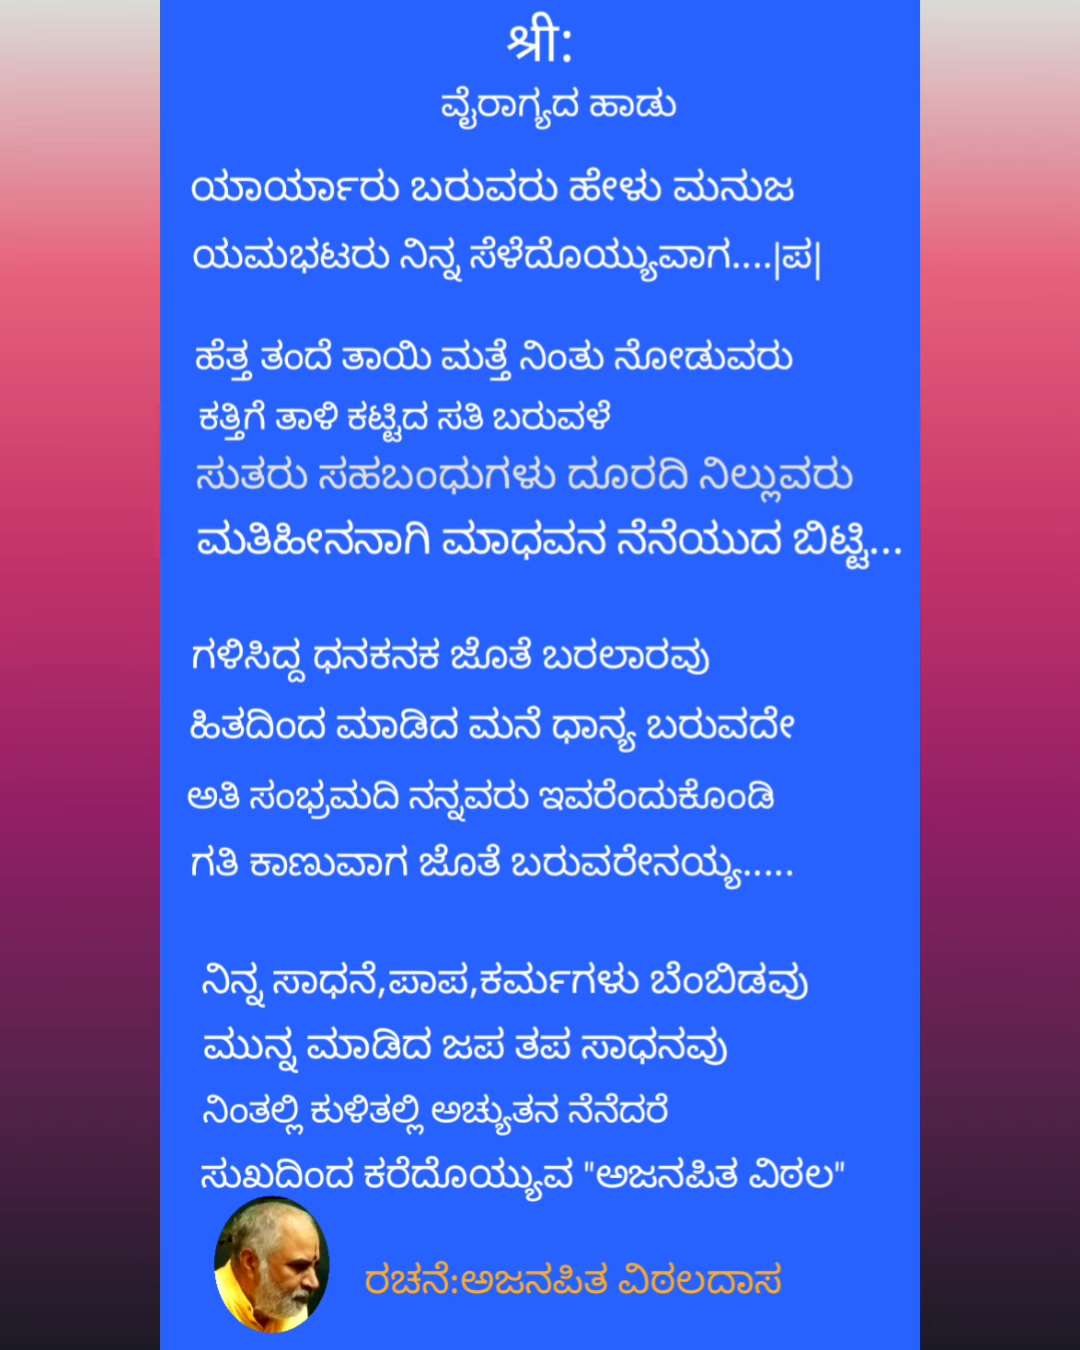 श्री:
ವೈರಾಗ್ಯದ ಹಾಡು
ಯಾರ್ಯಾರು ಬರುವರು ಹೇಳು ಮನುಜ
ಯಮಭಟರು ನಿನ್ನ ಸೆಳೆದೊಯ್ಯುವಾಗ....|ಪ|
ಹೆತ್ತ ತಂದೆ ತಾಯಿ ಮತ್ತೆ ನಿಂತು ನೋಡುವರು
ಕತ್ತಿಗೆ ತಾಳಿ ಕಟ್ಟಿದ ಸತಿ ಬರುವಳೆ
ಸುತರು ಸಹಬಂಧುಗಳು ದೂರದಿ ನಿಲ್ಲುವರು
ಮತಿಹೀನನಾಗಿ ಮಾಧವನ ನೆನೆಯುದ ಬಿಟ್ಟಿ...
ಗಳಿಸಿದ್ದ ಧನಕನಕ ಜೊತೆ ಬರಲಾರವು
ಹಿತದಿಂದ ಮಾಡಿದ ಮನೆ ಧಾನ್ಯ ಬರುವದೇ
ಅತಿ ಸಂಭ್ರಮದಿ ನನ್ನವರು ಇವರೆಂದುಕೊಂಡಿ
ಗತಿ ಕಾಣುವಾಗ ಜೊತೆ ಬರುವರೇನಯ್ಯ.....
ನಿನ್ನ ಸಾಧನೆ,ಪಾಪ,ಕರ್ಮಗಳು ಬೆಂಬಿಡವು
ಮುನ್ನ ಮಾಡಿದ ಜಪ ತಪ ಸಾಧನವು
ನಿಂತಲ್ಲಿ ಕುಳಿತಲ್ಲಿ ಅಚ್ಯುತನ ನೆನೆದರೆ
ಸುಖದಿಂದ ಕರೆದೊಯ್ಯುವ "ಅಜನಪಿತ ವಿಠಲ"
ರಚನೆ:ಅಜನಪಿತ ವಿಠಲದಾಸ